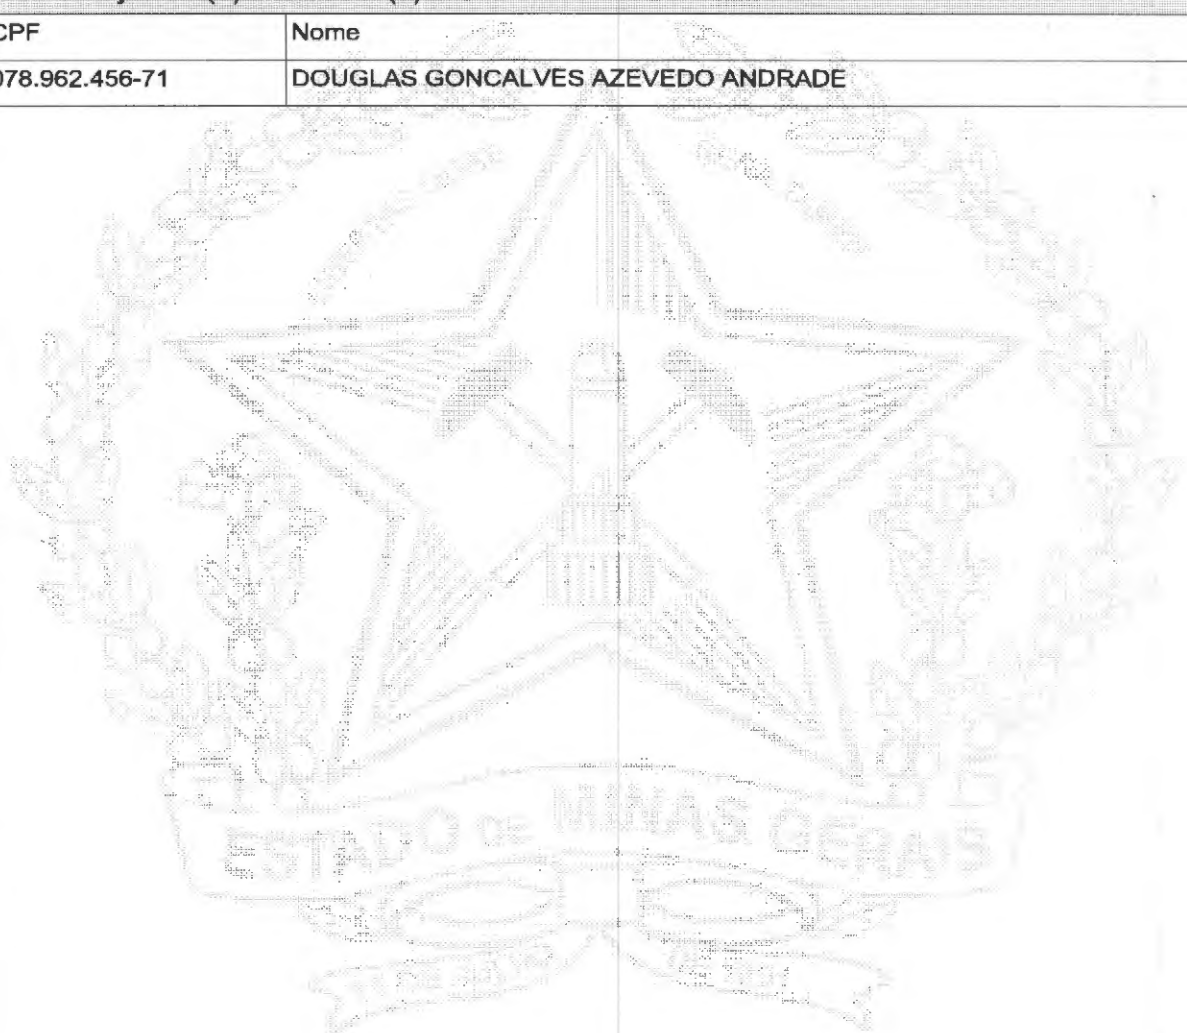 CPF Nome
078.962.456-71 DOUGLAS GONCALVES AZEVEDO ANDRADE
ESTADO DE MINAS GERAIS